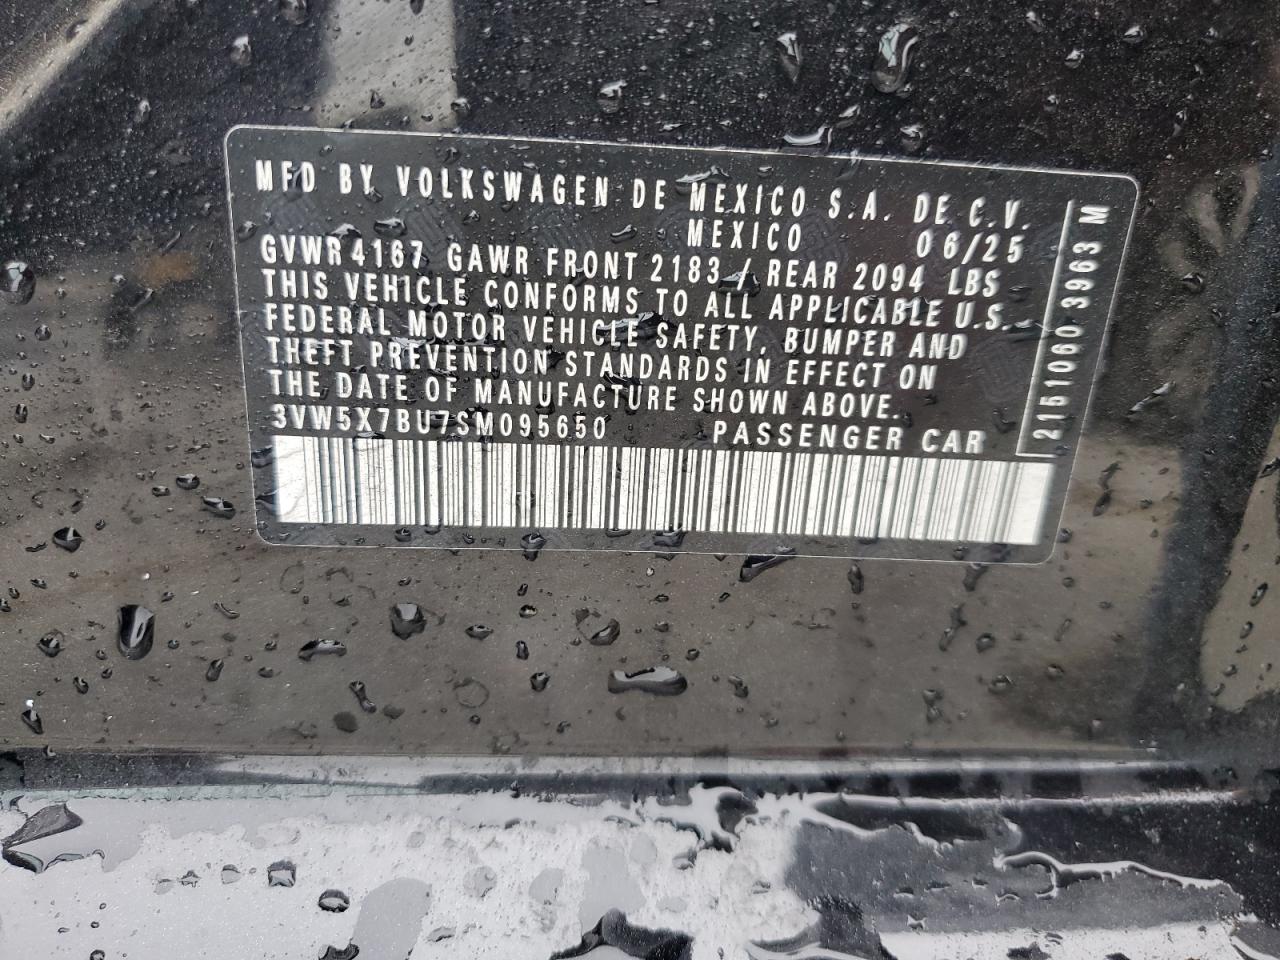 MFD BY VOLKSWAGEN DE MEXICO S.A. DE C.V.
MEXICO 06/25
GVWR 4167 GAWR FRONT 2183 / REAR 2094 LBS
THIS VEHICLE CONFORMS TO ALL APPLICABLE U.S.
FEDERAL MOTOR VEHICLE SAFETY, BUMPER AND
THEFT PREVENTION STANDARDS IN EFFECT ON
THE DATE OF MANUFACTURE SHOWN ABOVE.
3VW5X7BU7SM095650 PASSENGER CAR
2151060 3963 M